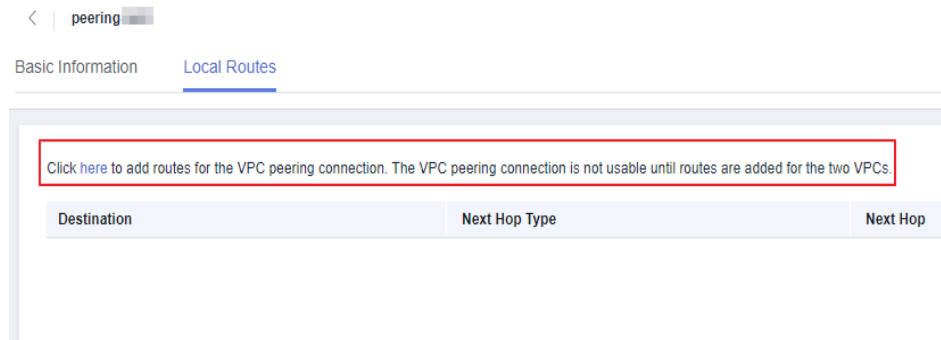 peering
Basic Information Local Routes
Click here to add routes for the VPC peering connection. The VPC peering connection is not usable until routes are added for the two VPCs.
Destination Next Hop Type Next Hop